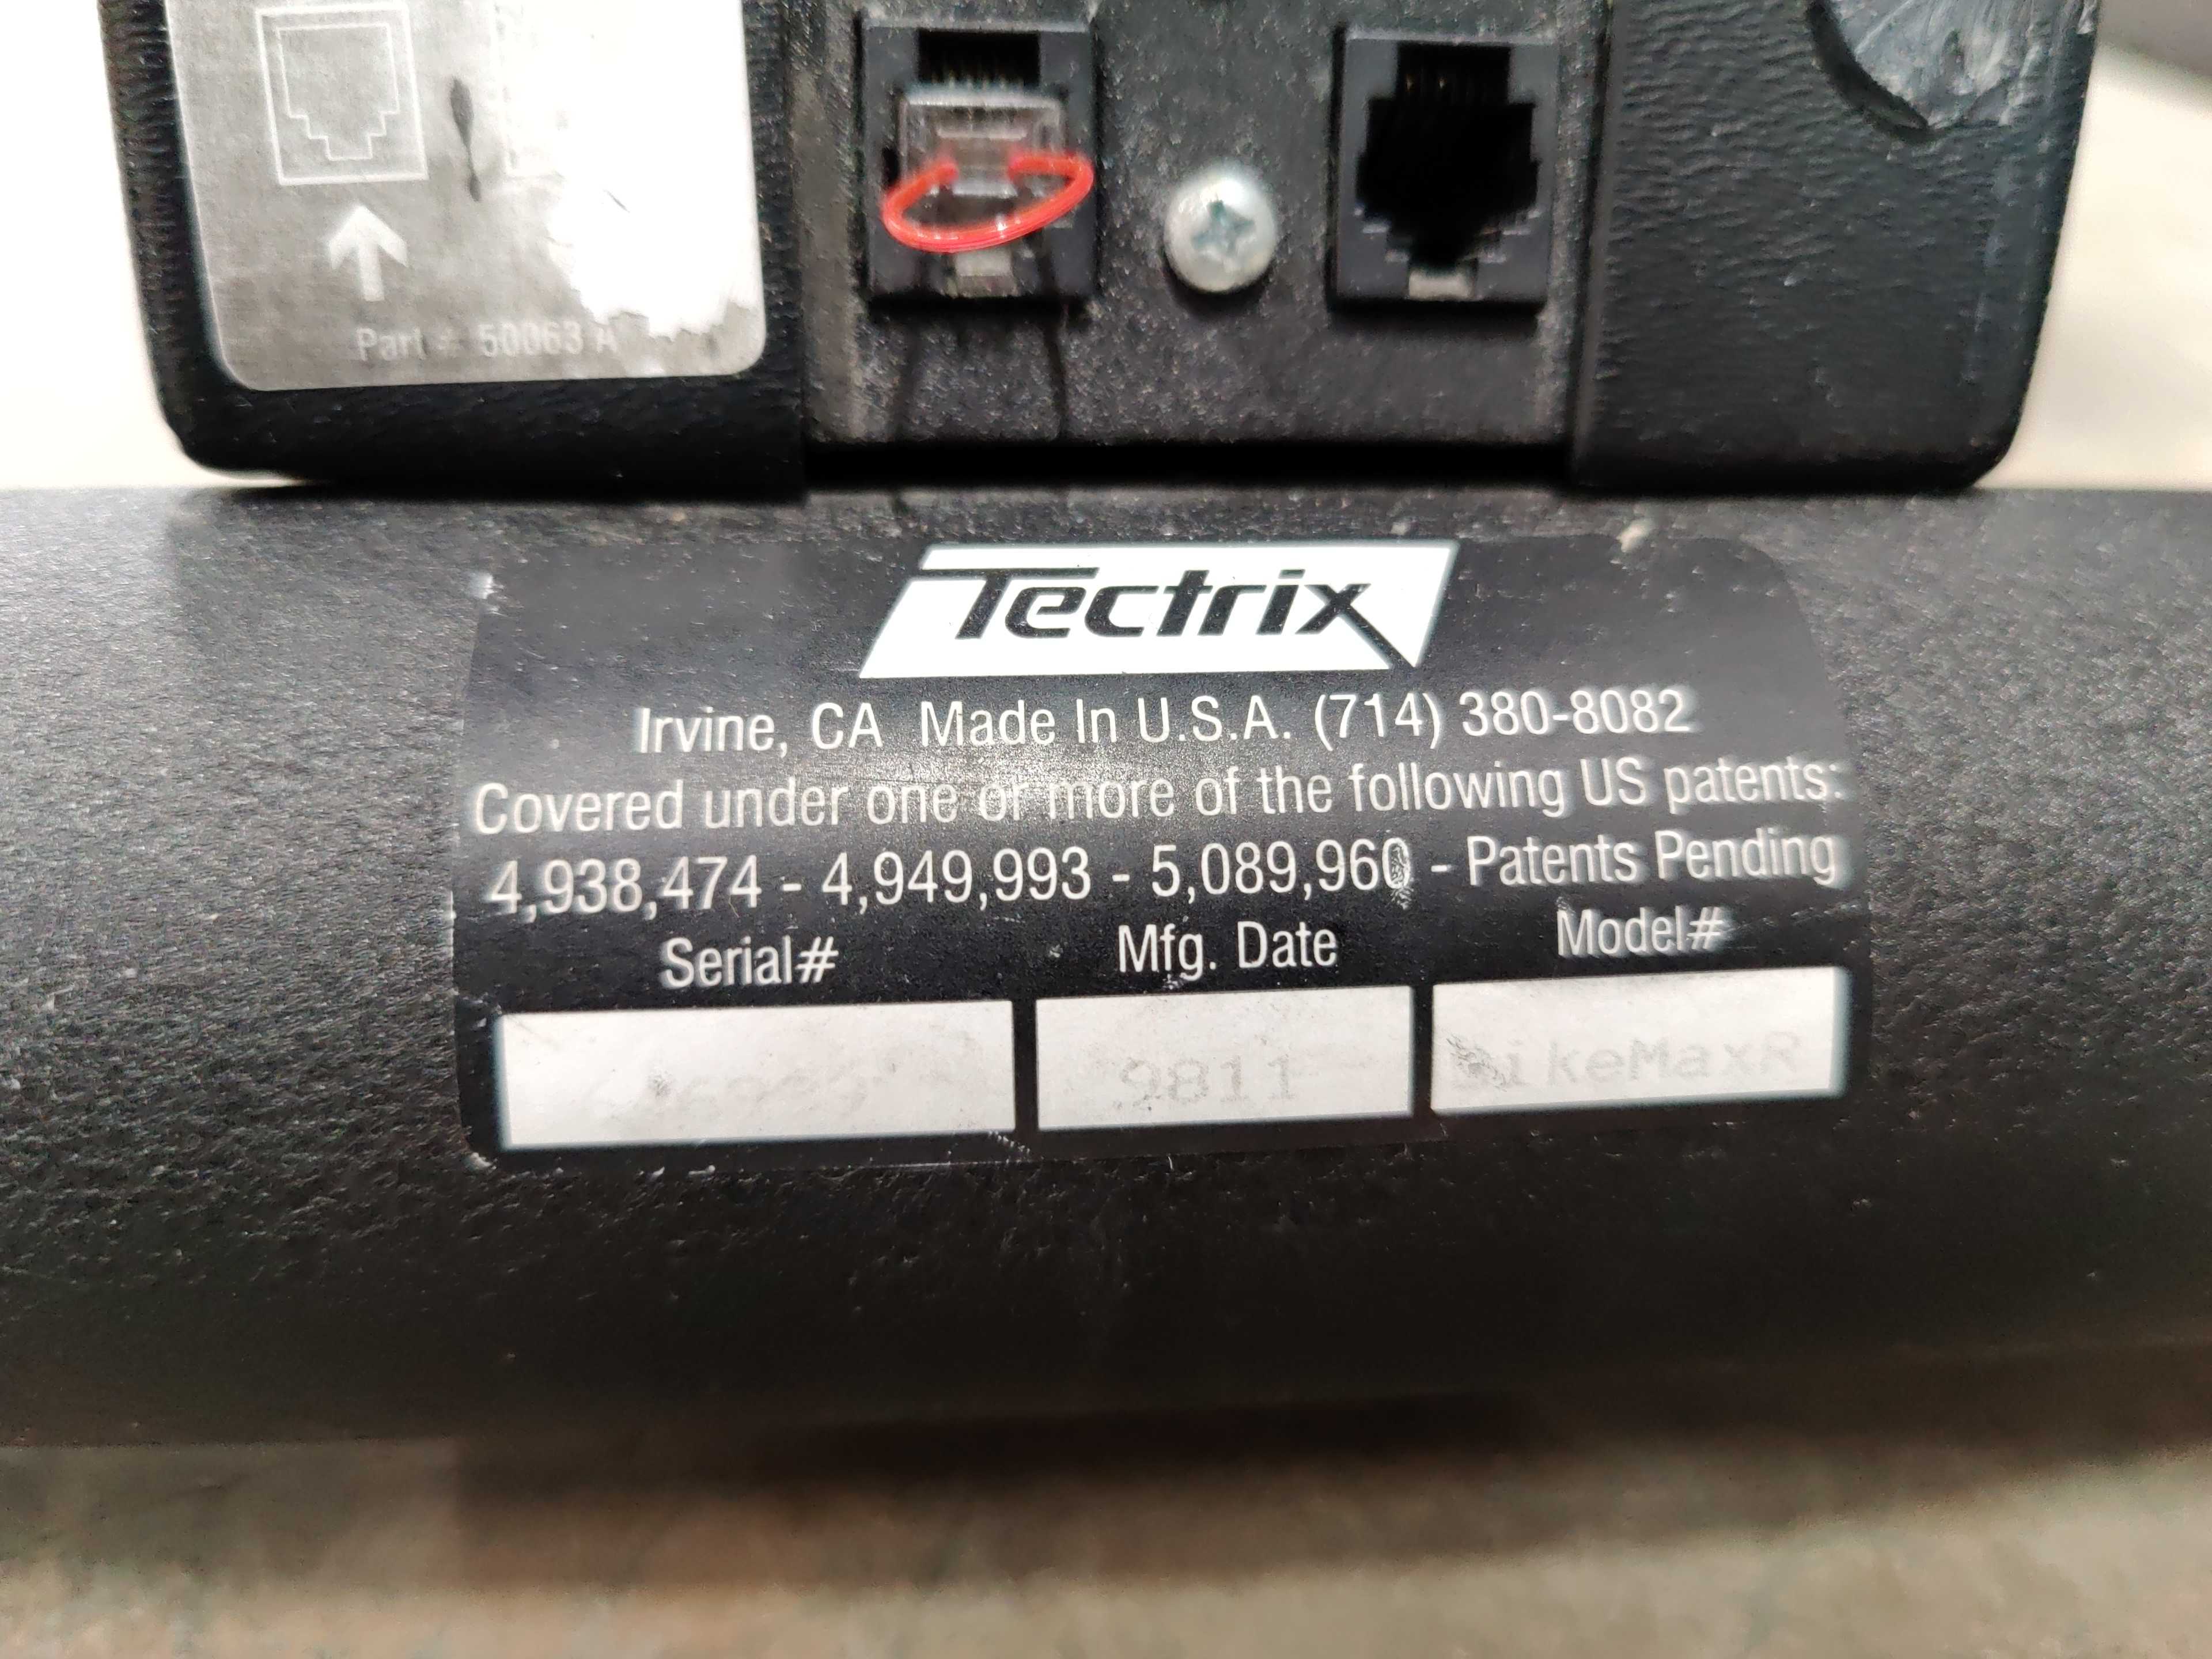 Part # 50063 A
Tectrix
Irvine, CA Made In U.S.A. (714) 380-8082
Covered under one or more of the following US patents:
4,938,474 - 4,949,993 - 5,089,960 - Patents Pending
Serial# Mfg. Date Model#
9811 BikeMaxR